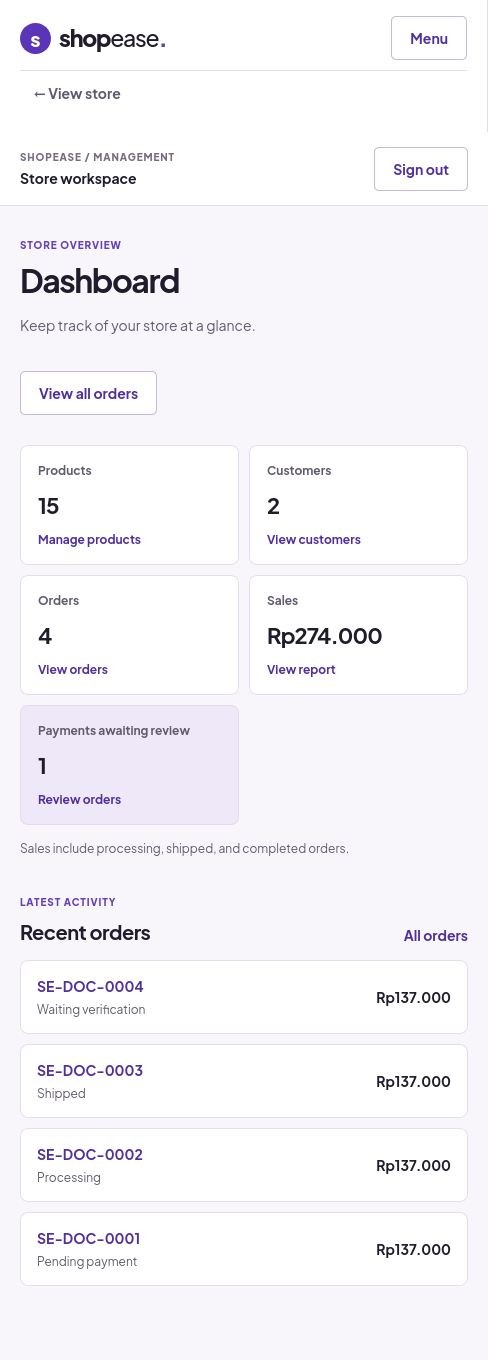 s shopease.
Menu
← View store
SHOPEASE / MANAGEMENT
Store workspace
Sign out
STORE OVERVIEW
Dashboard
Keep track of your store at a glance.
View all orders
Products
15
Manage products
Customers
2
View customers
Orders
4
View orders
Sales
Rp274.000
View report
Payments awaiting review
1
Review orders
Sales include processing, shipped, and completed orders.
LATEST ACTIVITY
Recent orders
All orders
SE-DOC-0004
Waiting verification
Rp137.000
SE-DOC-0003
Shipped
Rp137.000
SE-DOC-0002
Processing
Rp137.000
SE-DOC-0001
Pending payment
Rp137.000